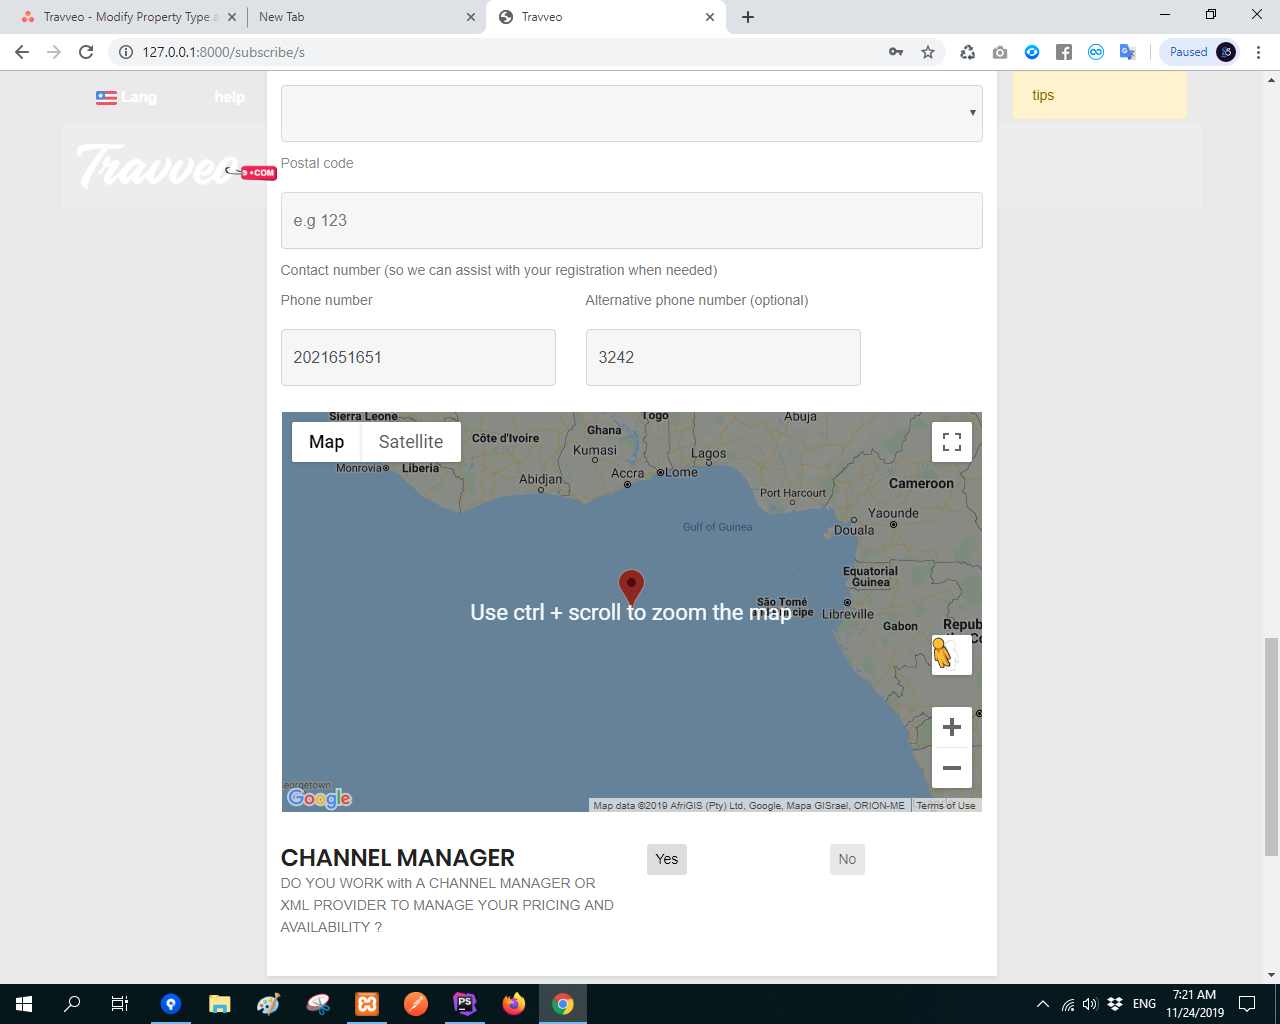 Travveo - Modify Property Type a
New Tab
Travveo
127.0.0.1:8000/subscribe/s
Paused
Lang
help
tips
Travveo
.COM
Postal code
e.g 123
Contact number (so we can assist with your registration when needed)
Phone number
Alternative phone number (optional)
2021651651
3242
Sierra Leone
Togo
Abuja
Map
Satellite
Côte d'Ivoire
Ghana
Kumasi
Lagos
Monrovia
Liberia
Abidjan
Accra
Lome
Cameroon
Port Harcourt
Yaounde
Gulf of Guinea
Douala
Equatorial
Guinea
Use ctrl + scroll to zoom the map
São Tomé
Libreville
Gabon
Repub
Google
Map data ©2019 AfriGIS (Pty) Ltd, Google, Mapa GISrael, ORION-ME
Terms of Use
CHANNEL MANAGER
Yes
No
DO YOU WORK with A CHANNEL MANAGER OR
XML PROVIDER TO MANAGE YOUR PRICING AND
AVAILABILITY ?
PS
ENG
7:21 AM
11/24/2019